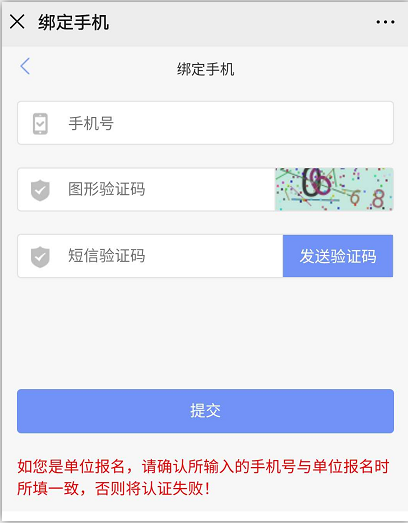 绑定手机
绑定手机
手机号
图形验证码
短信验证码
发送验证码
提交
如您是单位报名，请确认所输入的手机号与单位报名时
所填一致，否则将认证失败！